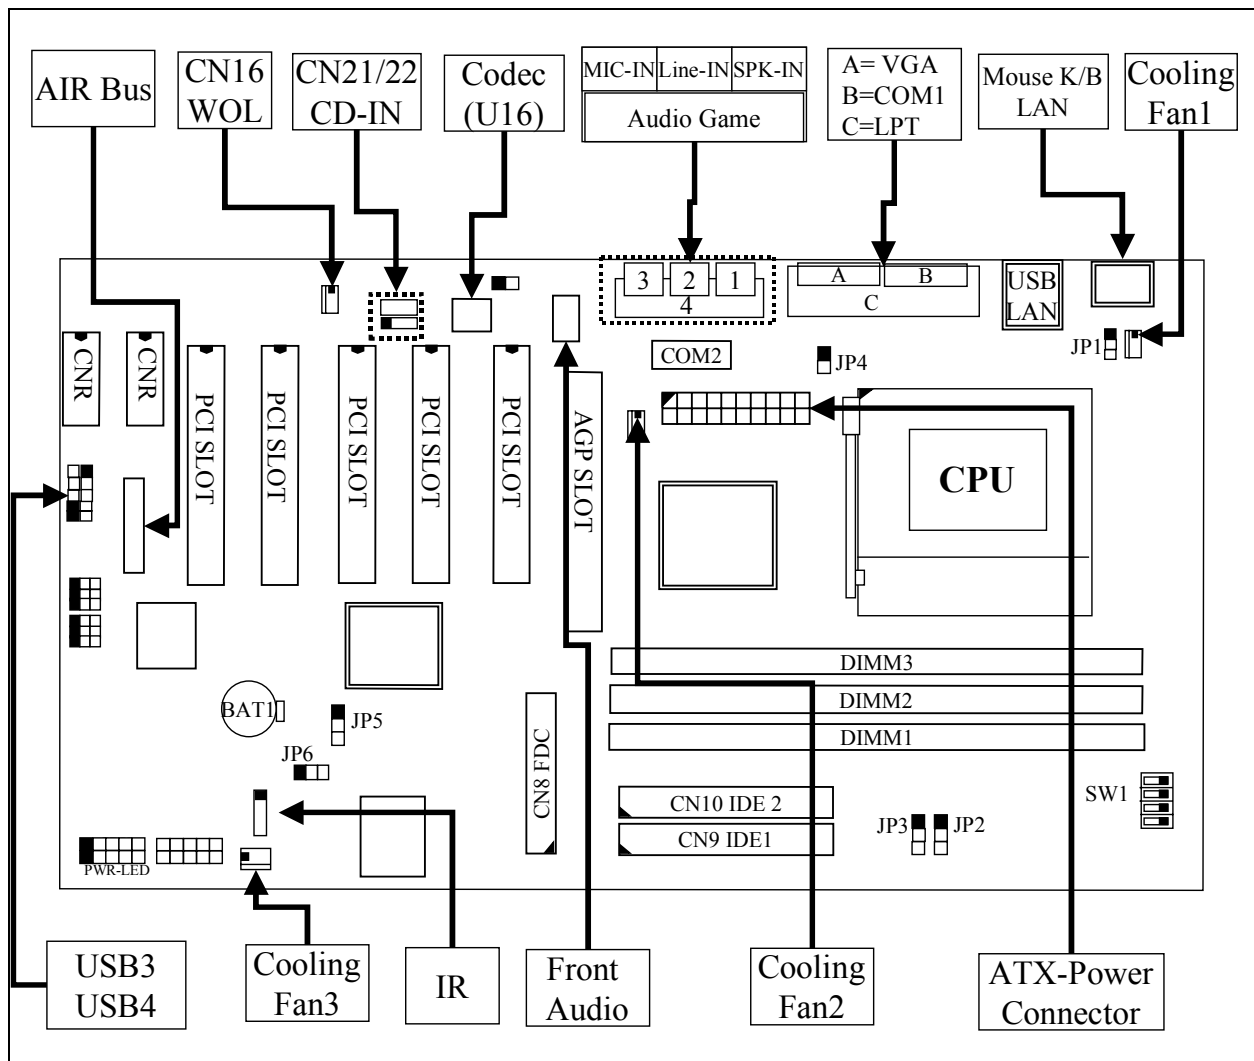 AIR Bus
CN16
WOL
CN21/22
CD-IN
Codec
(U16)
MIC-IN
Line-IN
SPK-IN
Audio Game
A= VGA
B=COM1
C=LPT
Mouse K/B
LAN
Cooling
Fan1
3
2
1
4
A
B
C
USB
LAN
JP1
COM2
JP4
CNR
CNR
PCI SLOT
PCI SLOT
PCI SLOT
PCI SLOT
PCI SLOT
AGP SLOT
CPU
DIMM3
DIMM2
DIMM1
BAT1
JP5
JP6
CN8 FDC
CN10 IDE 2
CN9 IDE1
JP3
JP2
SW1
PWR-LED
USB3
USB4
Cooling
Fan3
IR
Front
Audio
Cooling
Fan2
ATX-Power
Connector